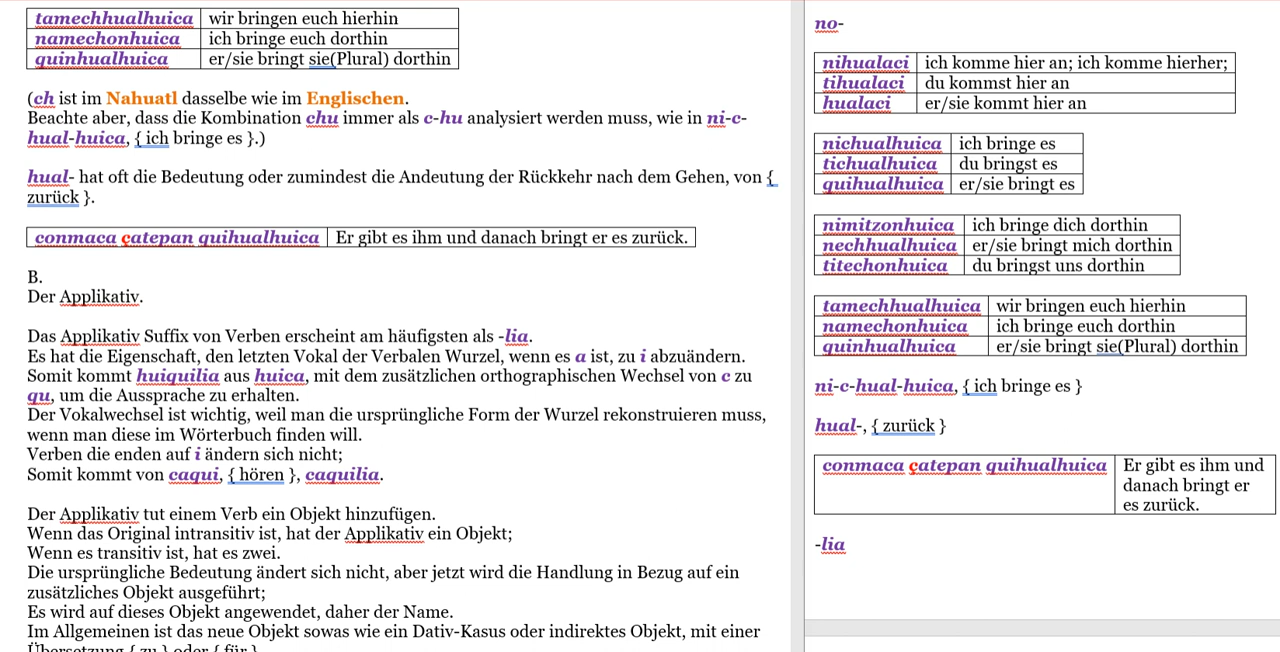 tamechhualhuica wir bringen euch hierhin
namechonhuica ich bringe euch dorthin
quinhualhuica er/sie bringt sie(Plural) dorthin
(ch ist im Nahuatl dasselbe wie im Englischen.
Beachte aber, dass die Kombination chu immer als c-hu analysiert werden muss, wie in ni-c-
hual-huica, { ich bringe es }.)
hual- hat oft die Bedeutung oder zumindest die Andeutung der Rückkehr nach dem Gehen, von {
zurück }.
conmaca çatepan quihualhuica Er gibt es ihm und danach bringt er es zurück.
B.
Der Applikativ.
Das Applikativ Suffix von Verben erscheint am häufigsten als -lia.
Es hat die Eigenschaft, den letzten Vokal der Verbalen Wurzel, wenn es a ist, zu i abzuändern.
Somit kommt huiquilia aus huica, mit dem zusätzlichen orthographischen Wechsel von c zu
qu, um die Aussprache zu erhalten.
Der Vokalwechsel ist wichtig, weil man die ursprüngliche Form der Wurzel rekonstruieren muss,
wenn man diese im Wörterbuch finden will.
Verben die enden auf i ändern sich nicht;
Somit kommt von caqui, { hören }, caquilia.
Der Applikativ tut einem Verb ein Objekt hinzufügen.
Wenn das Original intransitiv ist, hat der Applikativ ein Objekt;
Wenn es transitiv ist, hat es zwei.
Die ursprüngliche Bedeutung ändert sich nicht, aber jetzt wird die Handlung in Bezug auf ein
zusätzliches Objekt ausgeführt;
Es wird auf dieses Objekt angewendet, daher der Name.
Im Allgemeinen ist das neue Objekt sowas wie ein Dativ-Kasus oder indirektes Objekt, mit einer
Übersetzung { zu } oder { für }
no-
nihualaci ich komme hier an; ich komme hierher;
tihualaci du kommst hier an
hualaci er/sie kommt hier an
nichualhuica ich bringe es
tichualhuica du bringst es
quihualhuica er/sie bringt es
nimitzonhuica ich bringe dich dorthin
nechhualhuica er/sie bringt mich dorthin
titechonhuica du bringst uns dorthin
tamechhualhuica wir bringen euch hierhin
namechonhuica ich bringe euch dorthin
quinhualhuica er/sie bringt sie(Plural) dorthin
ni-c-hual-huica, { ich bringe es }
hual-, { zurück }
conmaca çatepan quihualhuica Er gibt es ihm und
danach bringt er
es zurück.
-lia